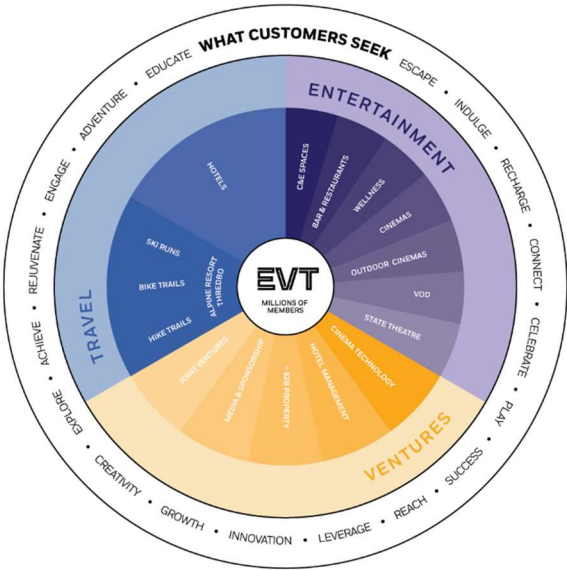 WHAT CUSTOMERS SEEK
ESCAPE • INDULGE • RECHARGE • CONNECT • CELEBRATE • PLAY • SUCCESS • REACH • LEVERAGE • INNOVATION • GROWTH • CREATIVITY • EXPLORE • ACHIEVE • REJUVENATE • ENGAGE • ADVENTURE • EDUCATE
ENTERTAINMENT
C&E SPACES
BAR & RESTAURANTS
WELLNESS
CINEMAS
OUTDOOR CINEMAS
VOD
STATE THEATRE
VENTURES
CINEMA TECHNOLOGY
HOTEL MANAGEMENT
~ $2B PROPERTY
MEDIA & SPONSORSHIP
JOINT VENTURES
TRAVEL
HOTELS
SKI RUNS
BIKE TRAILS
HIKE TRAILS
ALPINE RESORT
THREDBO
EVT
MILLIONS OF
MEMBERS